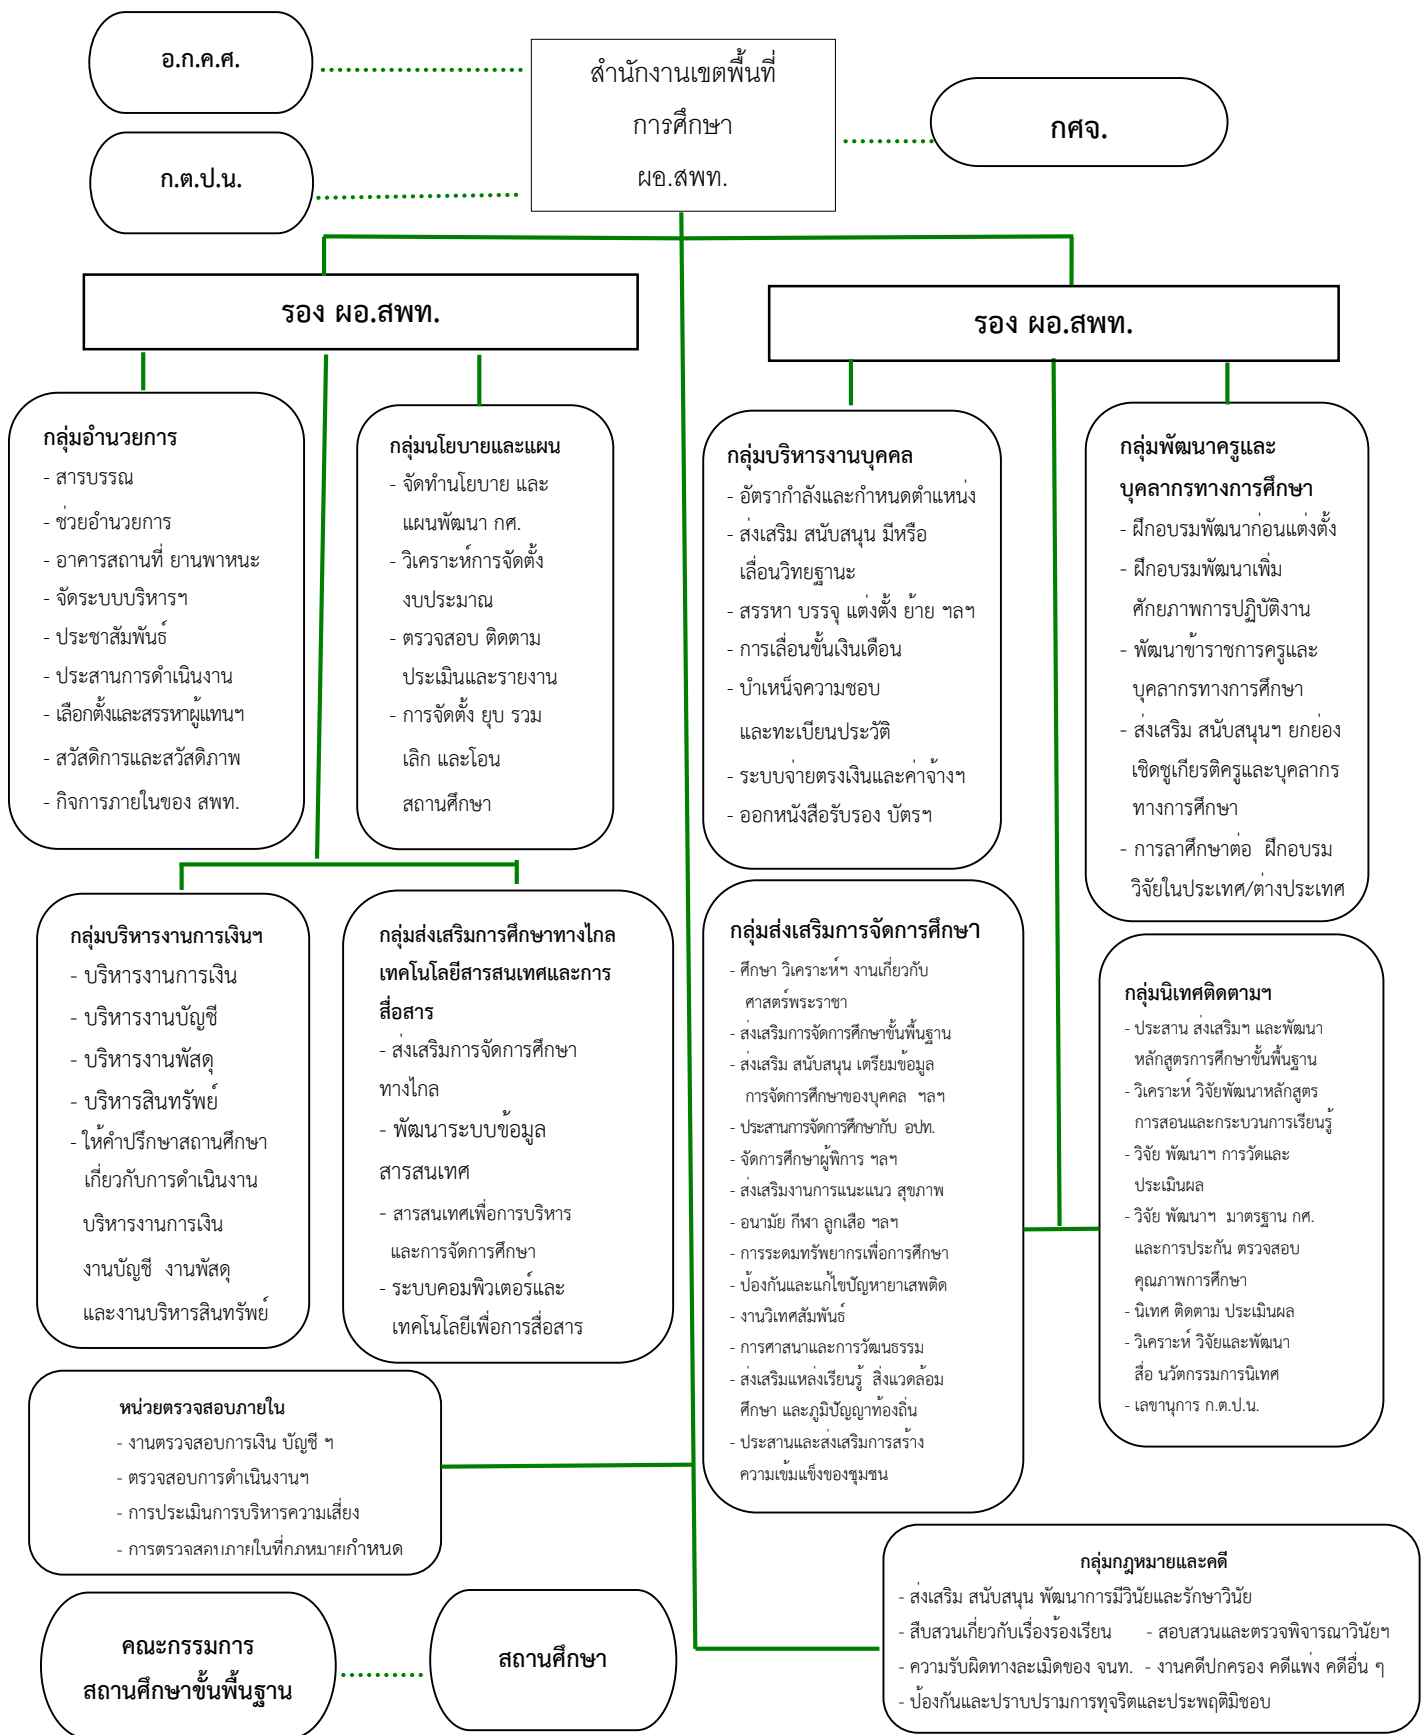 อ.ก.ค.ศ.
สำนักงานเขตพื้นที่
การศึกษา
ผอ.สพท.
กศจ.
ก.ต.ป.น.
รอง ผอ.สพท.
รอง ผอ.สพท.
กลุ่มอำนวยการ
- สารบรรณ
- ช่วยอำนวยการ
- อาคารสถานที่ ยานพาหนะ
- จัดระบบบริหารฯ
- ประชาสัมพันธ์
- ประสานการดำเนินงาน
- เลือกตั้งและสรรหาผู้แทนฯ
- สวัสดิการและสวัสดิภาพ
- กิจการภายในของ สพท.
กลุ่มนโยบายและแผน
- จัดทำนโยบาย และ
แผนพัฒนา กศ.
- วิเคราะห์การจัดตั้ง
งบประมาณ
- ตรวจสอบ ติดตาม
ประเมินและรายงาน
- การจัดตั้ง ยุบ รวม
เลิก และโอน
สถานศึกษา
กลุ่มบริหารงานบุคคล
- อัตรากำลังและกำหนดตำแหน่ง
- ส่งเสริม สนับสนุน มีหรือ
เลื่อนวิทยฐานะ
- สรรหา บรรจุ แต่งตั้ง ย้าย ฯลฯ
- การเลื่อนขั้นเงินเดือน
- บำเหน็จความชอบ
และทะเบียนประวัติ
- ระบบจ่ายตรงเงินและค่าจ้างฯ
- ออกหนังสือรับรอง บัตรฯ
กลุ่มพัฒนาครูและ
บุคลากรทางการศึกษา
- ฝึกอบรมพัฒนาก่อนแต่งตั้ง
- ฝึกอบรมพัฒนาเพิ่ม
ศักยภาพการปฏิบัติงาน
- พัฒนาข้าราชการครูและ
บุคลากรทางการศึกษา
- ส่งเสริม สนับสนุนฯ ยกย่อง
เชิดชูเกียรติครูและบุคลากร
ทางการศึกษา
- การลาศึกษาต่อ ฝึกอบรม
วิจัยในประเทศ/ต่างประเทศ
กลุ่มบริหารงานการเงินฯ
- บริหารงานการเงิน
- บริหารงานบัญชี
- บริหารงานพัสดุ
- บริหารสินทรัพย์
- ให้คำปรึกษาสถานศึกษา
เกี่ยวกับการดำเนินงาน
บริหารงานการเงิน
งานบัญชี งานพัสดุ
และงานบริหารสินทรัพย์
กลุ่มส่งเสริมการศึกษาทางไกล
เทคโนโลยีสารสนเทศและการ
สื่อสาร
- ส่งเสริมการจัดการศึกษา
ทางไกล
- พัฒนาระบบข้อมูล
สารสนเทศ
- สารสนเทศเพื่อการบริหาร
และการจัดการศึกษา
- ระบบคอมพิวเตอร์และ
เทคโนโลยีเพื่อการสื่อสาร
กลุ่มส่งเสริมการจัดการศึกษา
- ศึกษา วิเคราะห์ฯ งานเกี่ยวกับ
ศาสตร์พระราชา
- ส่งเสริมการจัดการศึกษาขั้นพื้นฐาน
- ส่งเสริม สนับสนุน เตรียมข้อมูล
การจัดการศึกษาของบุคคล ฯลฯ
- ประสานการจัดการศึกษากับ อปท.
- จัดการศึกษาผู้พิการ ฯลฯ
- ส่งเสริมงานการแนะแนว สุขภาพ
- อนามัย กีฬา ลูกเสือ ฯลฯ
- การระดมทรัพยากรเพื่อการศึกษา
- ป้องกันและแก้ไขปัญหายาเสพติด
- งานวิเทศสัมพันธ์
- การศาสนาและการวัฒนธรรม
- ส่งเสริมแหล่งเรียนรู้ สิ่งแวดล้อม
ศึกษา และภูมิปัญญาท้องถิ่น
- ประสานและส่งเสริมการสร้าง
ความเข้มแข็งของชุมชน
กลุ่มนิเทศติดตามฯ
- ประสาน ส่งเสริมฯ และพัฒนา
หลักสูตรการศึกษาขั้นพื้นฐาน
- วิเคราะห์ วิจัยพัฒนาหลักสูตร
การสอนและกระบวนการเรียนรู้
- วิจัย พัฒนาฯ การวัดและ
ประเมินผล
- วิจัย พัฒนาฯ มาตรฐาน กศ.
และการประกัน ตรวจสอบ
คุณภาพการศึกษา
- นิเทศ ติดตาม ประเมินผล
- วิเคราะห์ วิจัยและพัฒนา
สื่อ นวัตกรรมการนิเทศ
- เลขานุการ ก.ต.ป.น.
หน่วยตรวจสอบภายใน
- งานตรวจสอบการเงิน บัญชี ฯ
- ตรวจสอบการดำเนินงานฯ
- การประเมินการบริหารความเสี่ยง
- การตรวจสอบภายในที่กฎหมายกำหนด
กลุ่มกฎหมายและคดี
- ส่งเสริม สนับสนุน พัฒนาการมีวินัยและรักษาวินัย
- สืบสวนเกี่ยวกับเรื่องร้องเรียน - สอบสวนและตรวจพิจารณาวินัยฯ
- ความรับผิดทางละเมิดของ จนท. - งานคดีปกครอง คดีแพ่ง คดีอื่น ๆ
- ป้องกันและปราบปรามการทุจริตและประพฤติมิชอบ
คณะกรรมการ
สถานศึกษาขั้นพื้นฐาน
สถานศึกษา